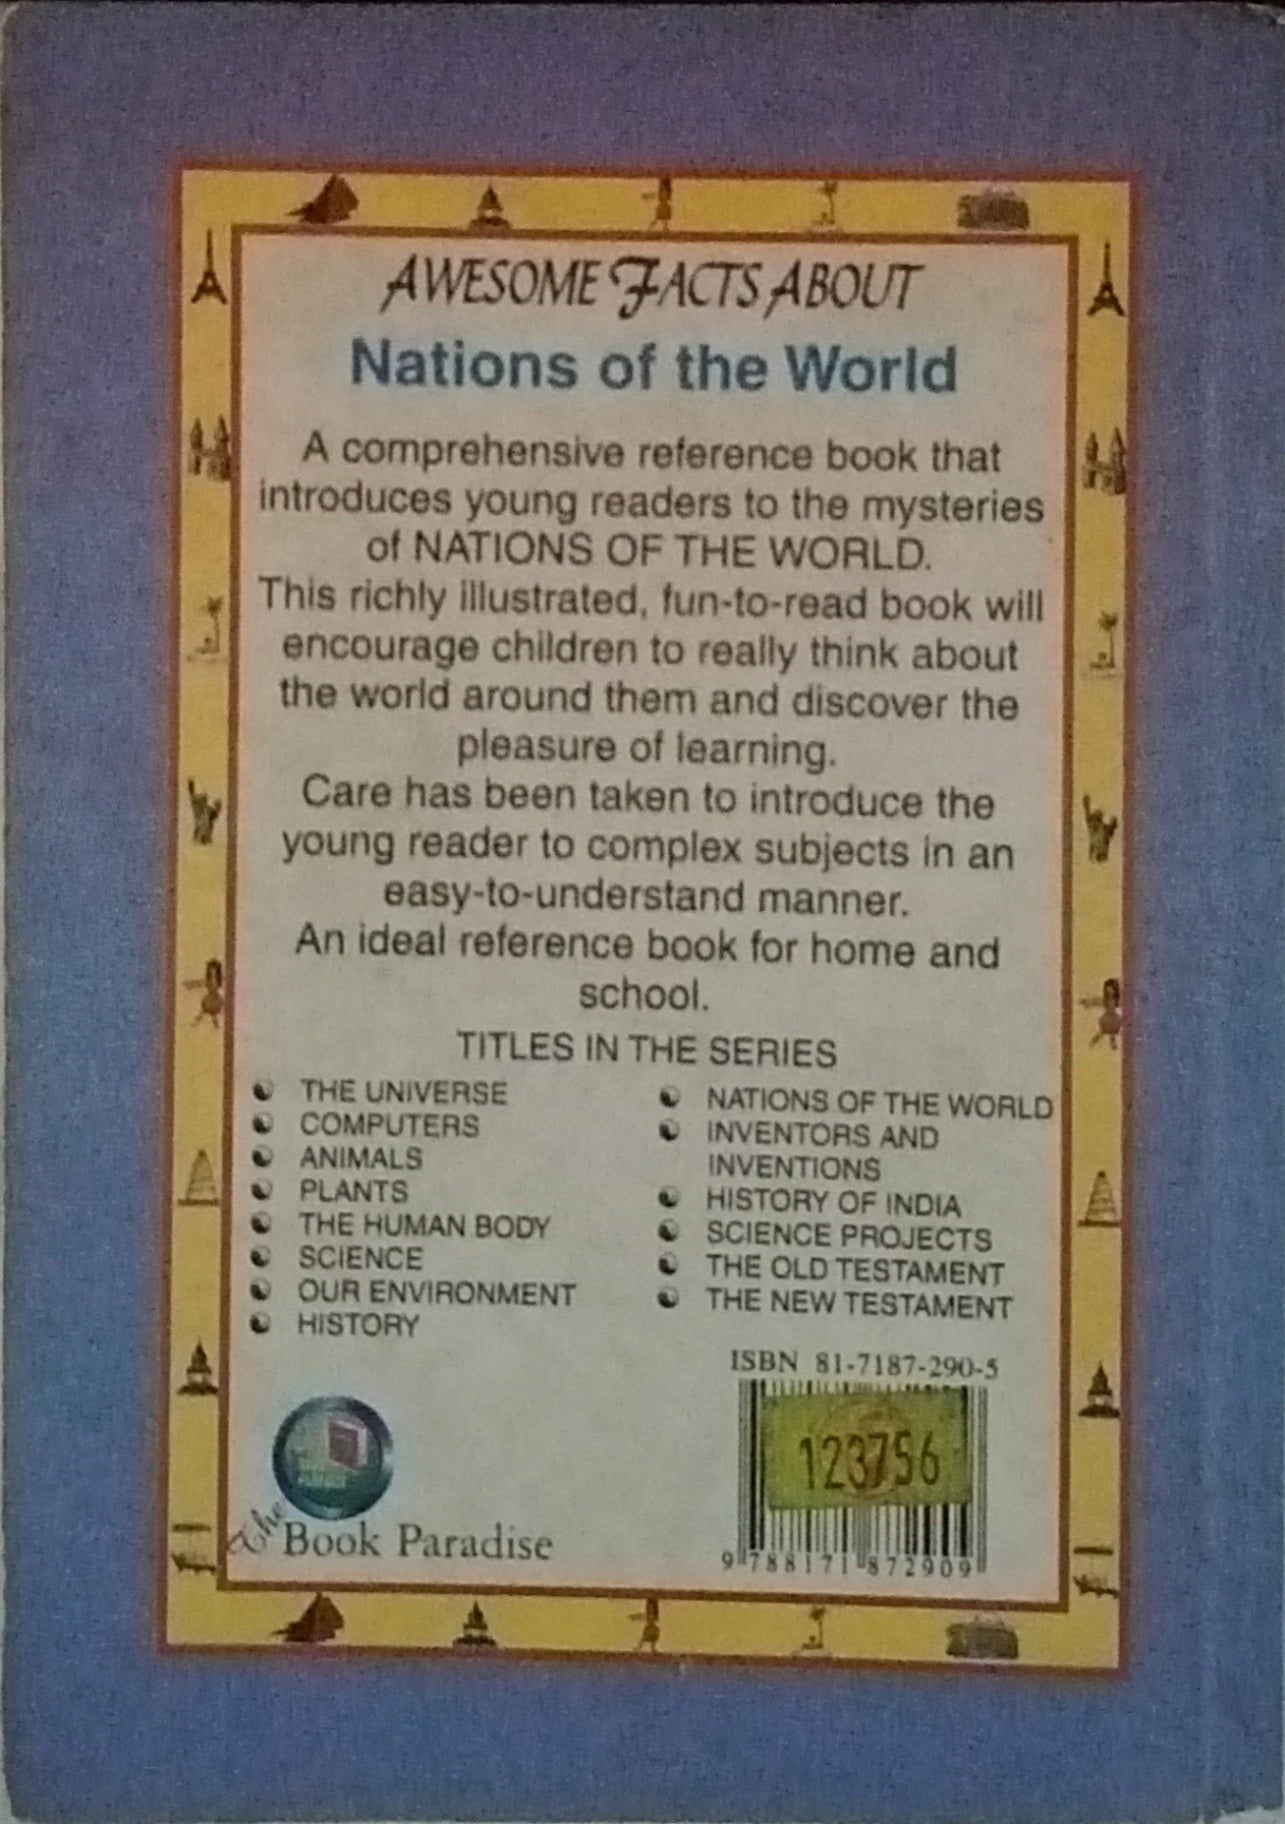 AWESOME FACTS ABOUT
Nations of the World
A comprehensive reference book that
introduces young readers to the mysteries
of NATIONS OF THE WORLD.
This richly illustrated, fun-to-read book will
encourage children to really think about
the world around them and discover the
pleasure of learning.
Care has been taken to introduce the
young reader to complex subjects in an
easy-to-understand manner.
An ideal reference book for home and
school.
TITLES IN THE SERIES
THE UNIVERSE
COMPUTERS
ANIMALS
PLANTS
THE HUMAN BODY
SCIENCE
OUR ENVIRONMENT
HISTORY
NATIONS OF THE WORLD
INVENTORS AND
INVENTIONS
HISTORY OF INDIA
SCIENCE PROJECTS
THE OLD TESTAMENT
THE NEW TESTAMENT
The Book Paradise
ISBN 81-7187-290-5
123756
9 788171 872909